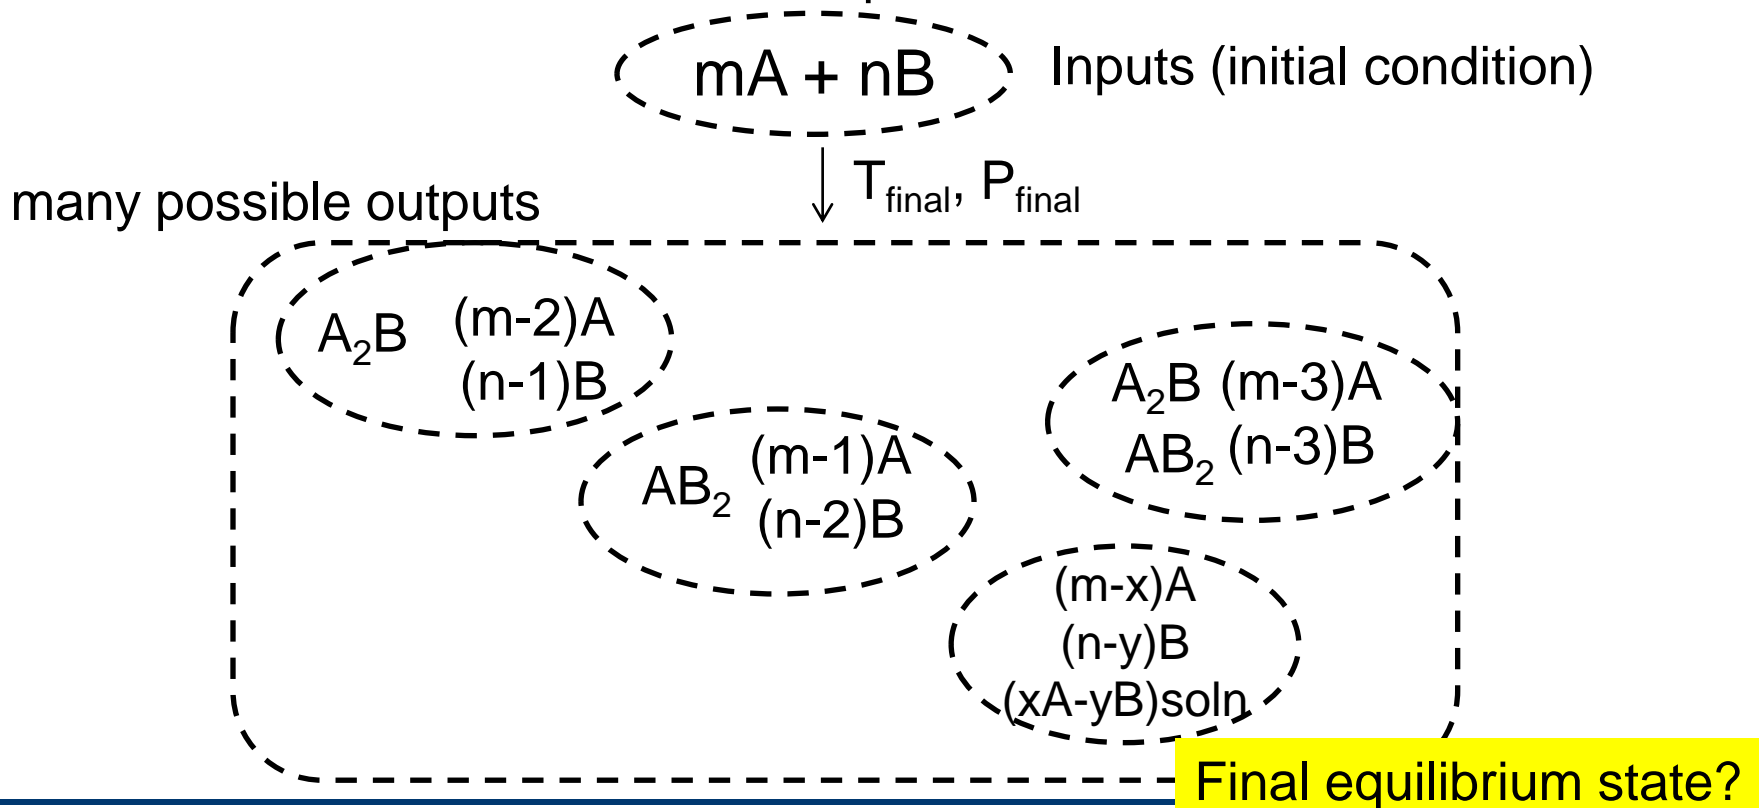 mA + nB
Inputs (initial condition)
T_final, P_final
many possible outputs
A₂B (m-2)A
(n-1)B
A₂B (m-3)A
AB₂ (n-3)B
AB₂ (m-1)A
(n-2)B
(m-x)A
(n-y)B
(xA-yB)soln
Final equilibrium state?